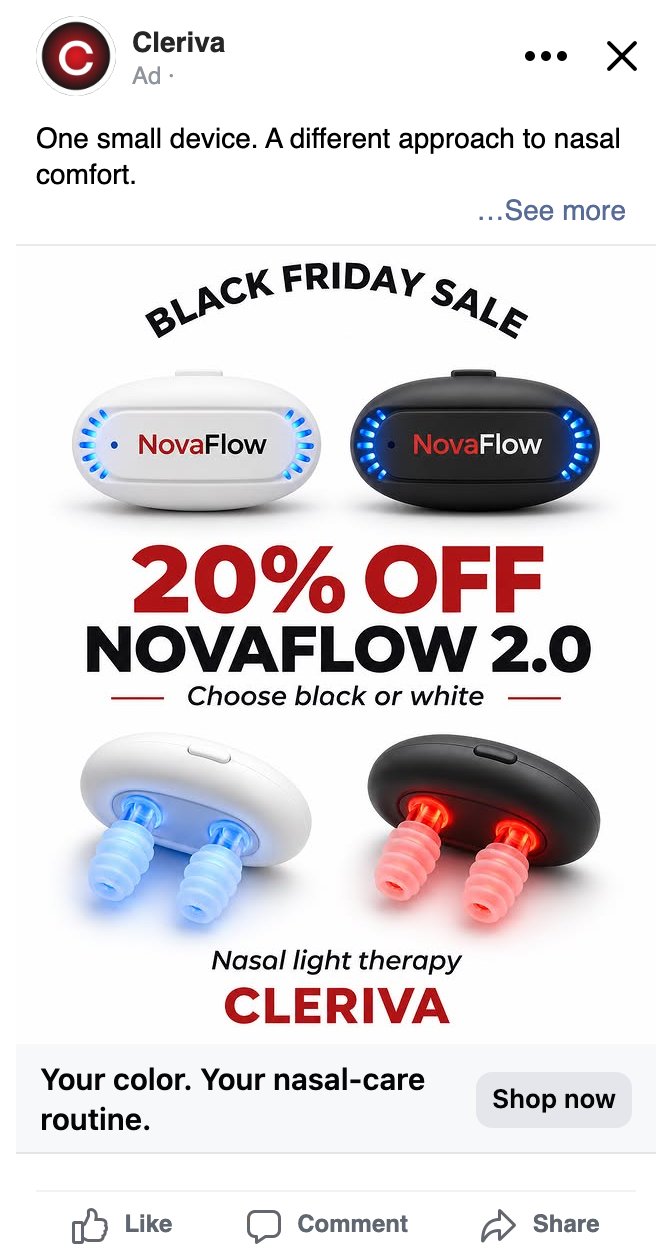 C
Cleriva
Ad ·
One small device. A different approach to nasal
comfort.
...See more
BLACK FRIDAY SALE
NovaFlow
NovaFlow
20% OFF
NOVAFLOW 2.0
Choose black or white
Nasal light therapy
CLERIVA
Your color. Your nasal-care
routine.
Shop now
Like
Comment
Share